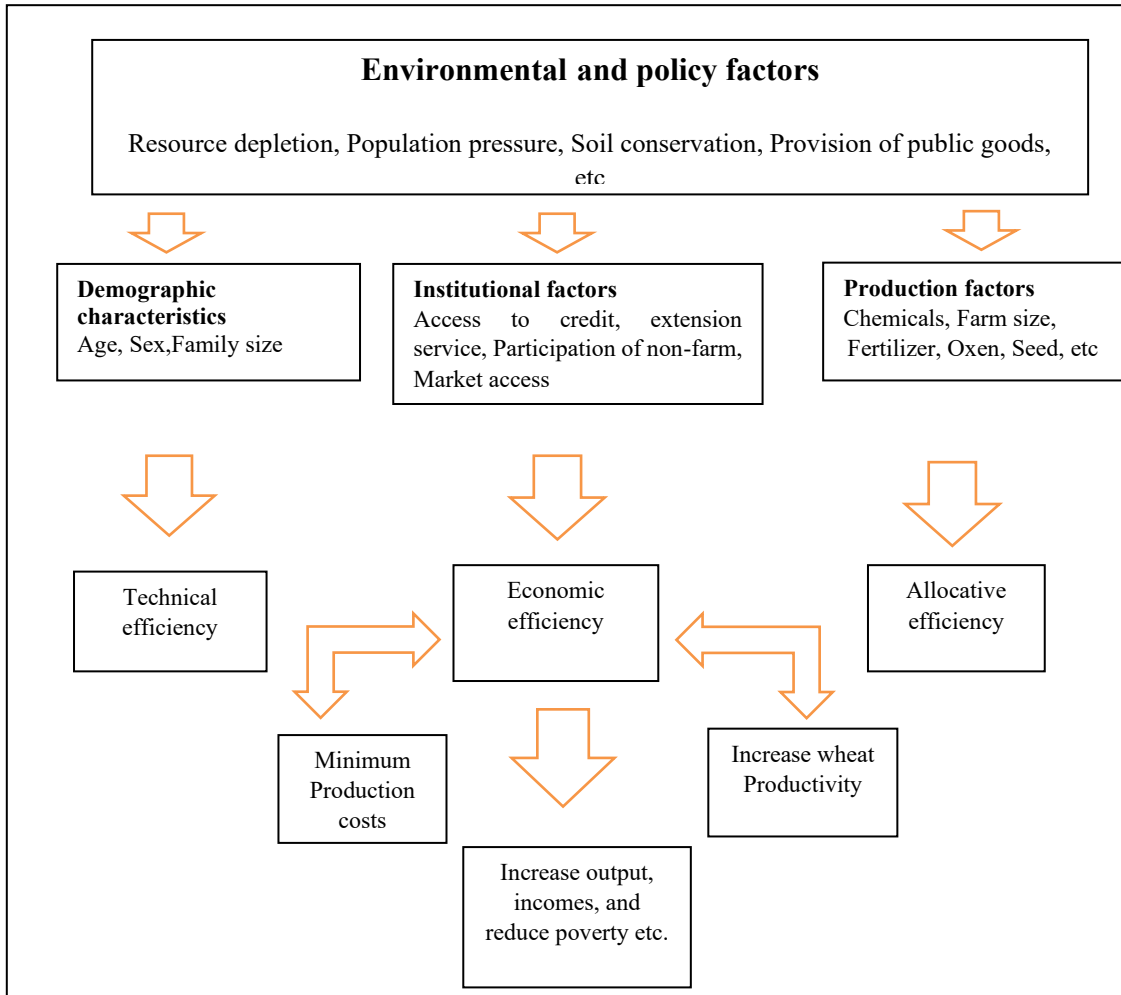 Environmental and policy factors
Resource depletion, Population pressure, Soil conservation, Provision of public goods,
etc
Demographic
characteristics
Age, Sex,Family size
Institutional factors
Access to credit, extension
service, Participation of non-farm,
Market access
Production factors
Chemicals, Farm size,
Fertilizer, Oxen, Seed, etc
Technical
efficiency
Economic
efficiency
Allocative
efficiency
Minimum
Production
costs
Increase wheat
Productivity
Increase output,
incomes, and
reduce poverty etc.